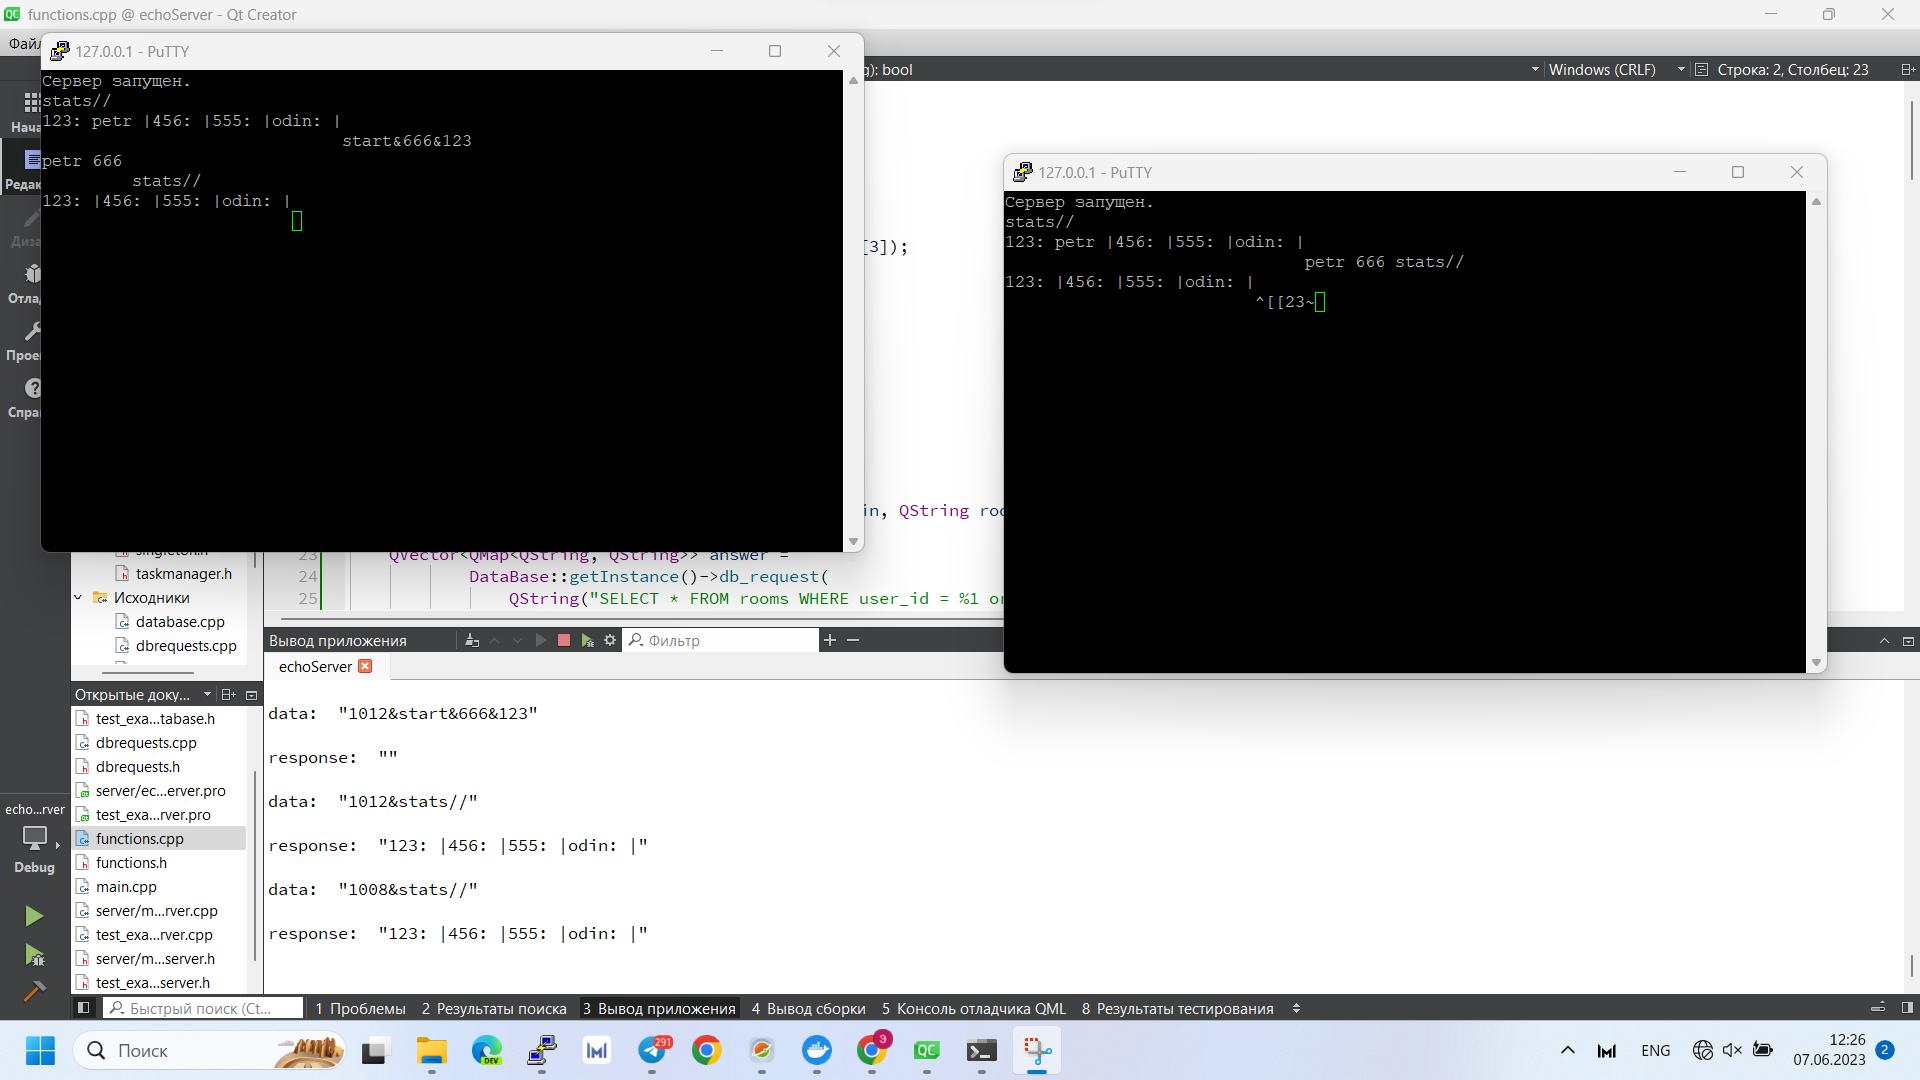 functions.cpp @ echoServer - Qt Creator
127.0.0.1 - PuTTY
Сервер запущен.
stats//
123: petr |456: |555: |odin: |
start&666&123
petr 666
stats//
123: |456: |555: |odin: |
g): bool
Windows (CRLF)
Строка: 2, Столбец: 23
127.0.0.1 - PuTTY
Сервер запущен.
stats//
123: petr |456: |555: |odin: |
petr 666 stats//
123: |456: |555: |odin: |
^[[23~
[3]);
in, QString roo
23 QVector<QMap<QString, QString>> answer =
24 DataBase::getInstance()->db_request(
25 QString("SELECT * FROM rooms WHERE user_id = %1 or
Файл
Нача
Редак
Диза
Отла
Прое
Спра
singleton.h
taskmanager.h
Исходники
database.cpp
dbrequests.cpp
Открытые доку...
test_exa...tabase.h
dbrequests.cpp
dbrequests.h
server/ec...erver.pro
test_exa...rver.pro
functions.cpp
functions.h
main.cpp
server/m...rver.cpp
test_exa...rver.cpp
server/m...server.h
test_exa...server.h
echo...rver
Debug
Вывод приложения
Фильтр
echoServer
data: "1012&start&666&123"
response: ""
data: "1012&stats//"
response: "123: |456: |555: |odin: |"
data: "1008&stats//"
response: "123: |456: |555: |odin: |"
Быстрый поиск (Ct...
1 Проблемы
2 Результаты поиска
3 Вывод приложения
4 Вывод сборки
5 Консоль отладчика QML
8 Результаты тестирования
Поиск
DEV
291
3
QC
ENG
12:26
07.06.2023
2